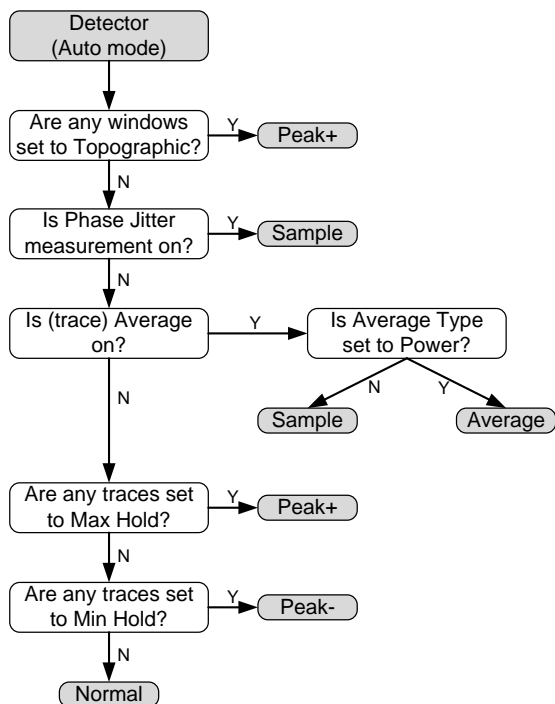 Detector
(Auto mode)
Are any windows
set to Topographic?
Y
Peak+
N
Is Phase Jitter
measurement on?
Y
Sample
N
Is (trace) Average
on?
Y
Is Average Type
set to Power?
N
N
Y
Sample
Average
Are any traces set
to Max Hold?
Y
Peak+
N
Are any traces set
to Min Hold?
Y
Peak-
N
Normal